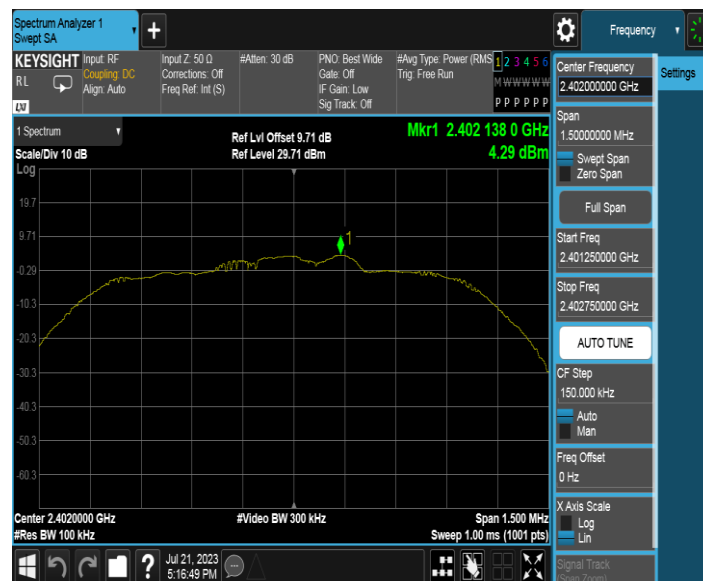 Spectrum Analyzer 1
Swept SA
+
Frequency
KEYSIGHT
RL
LXI
Input: RF
Coupling: DC
Align: Auto
Input Z: 50 Ω
Corrections: Off
Freq Ref: Int (S)
#Atten: 30 dB
PNO: Best Wide
Gate: Off
IF Gain: Low
Sig Track: Off
#Avg Type: Power (RMS
Trig: Free Run
1 2 3 4 5 6
M W W W W W
P P P P P P
1 Spectrum
Scale/Div 10 dB
Ref Lvl Offset 9.71 dB
Ref Level 29.71 dBm
Mkr1 2.402 138 0 GHz
4.29 dBm
Log
19.7
9.71
-0.29
-10.3
-20.3
-30.3
-40.3
-50.3
-60.3
1
Center 2.4020000 GHz
#Res BW 100 kHz
#Video BW 300 kHz
Span 1.500 MHz
Sweep 1.00 ms (1001 pts)
Center Frequency
2.402000000 GHz
Settings
Span
1.50000000 MHz
Swept Span
Zero Span
Full Span
Start Freq
2.401250000 GHz
Stop Freq
2.402750000 GHz
AUTO TUNE
CF Step
150.000 kHz
Auto
Man
Freq Offset
0 Hz
X Axis Scale
Log
Lin
Signal Track
(Span Zoom)
?
Jul 21, 2023
5:16:49 PM